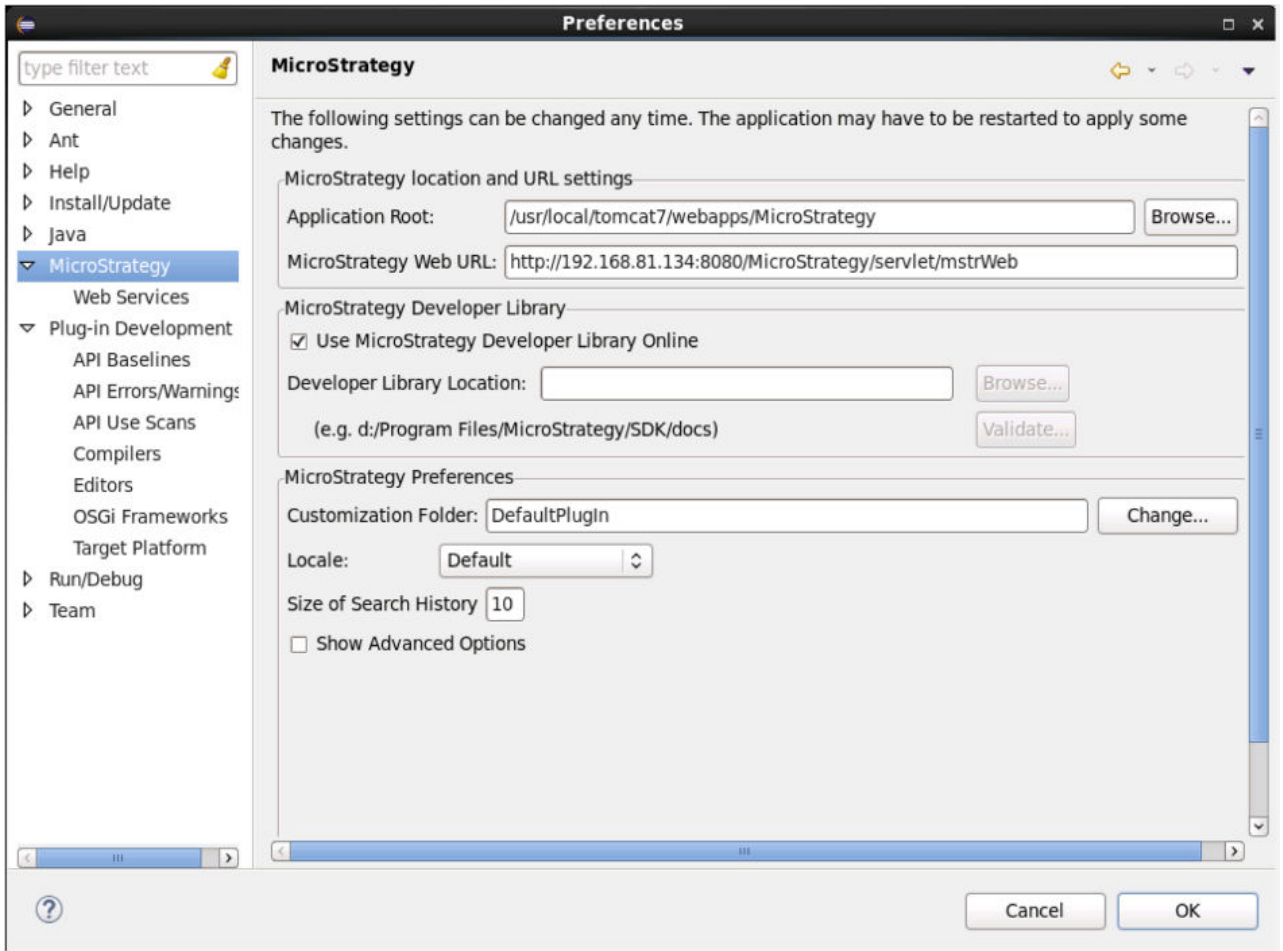 Preferences
type filter text
General
Ant
Help
Install/Update
Java
MicroStrategy
Web Services
Plug-in Development
API Baselines
API Errors/Warnings
API Use Scans
Compilers
Editors
OSGi Frameworks
Target Platform
Run/Debug
Team
MicroStrategy
The following settings can be changed any time. The application may have to be restarted to apply some
changes.
MicroStrategy location and URL settings
Application Root: /usr/local/tomcat7/webapps/MicroStrategy Browse...
MicroStrategy Web URL: http://192.168.81.134:8080/MicroStrategy/servlet/mstrWeb
MicroStrategy Developer Library
Use MicroStrategy Developer Library Online
Developer Library Location: Browse...
(e.g. d:/Program Files/MicroStrategy/SDK/docs) Validate...
MicroStrategy Preferences
Customization Folder: DefaultPlugIn Change...
Locale: Default
Size of Search History 10
Show Advanced Options
Cancel OK